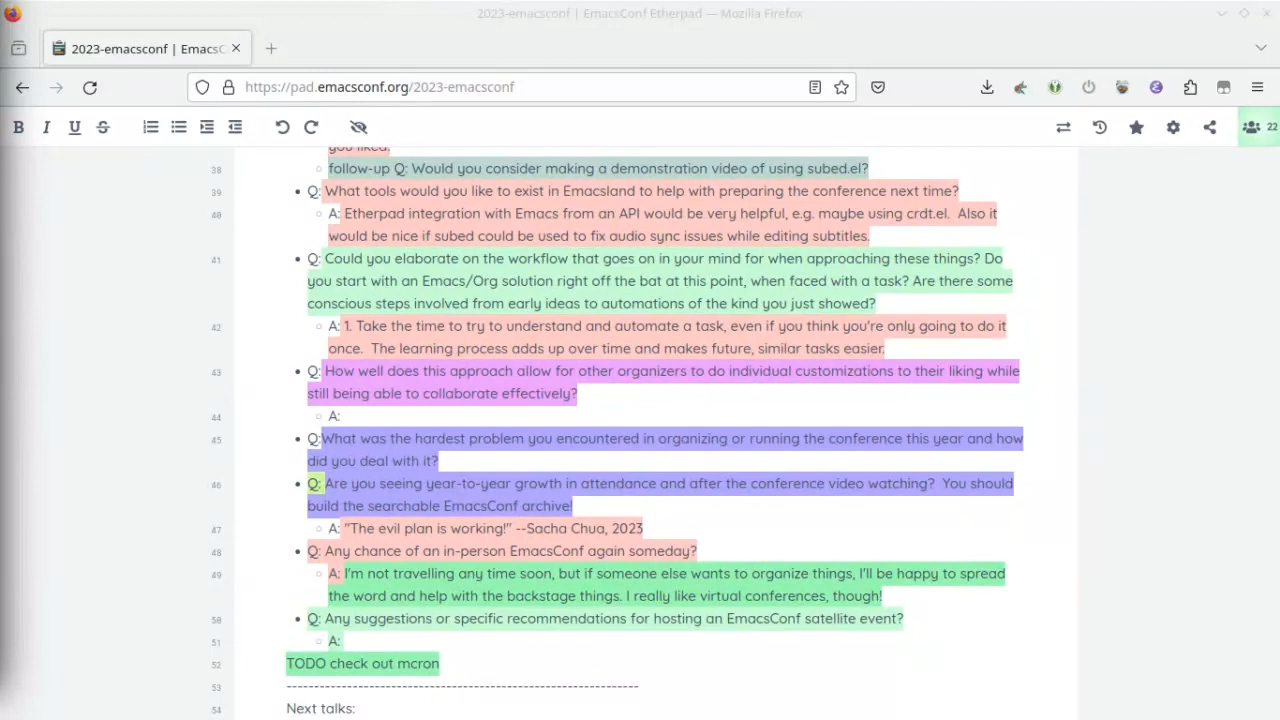 2023-emacsconf | EmacsConf Etherpad — Mozilla Firefox
2023-emacsconf | EmacsC
https://pad.emacsconf.org/2023-emacsconf
B I U S 22
you liked.
38 follow-up Q: Would you consider making a demonstration video of using subed.el?
39 Q: What tools would you like to exist in Emacsland to help with preparing the conference next time?
40 A: Etherpad integration with Emacs from an API would be very helpful, e.g. maybe using crdt.el.  Also it
would be nice if subed could be used to fix audio sync issues while editing subtitles.
41 Q: Could you elaborate on the workflow that goes on in your mind for when approaching these things? Do
you start with an Emacs/Org solution right off the bat at this point, when faced with a task? Are there some
conscious steps involved from early ideas to automations of the kind you just showed?
42 A: 1. Take the time to try to understand and automate a task, even if you think you're only going to do it
once.  The learning process adds up over time and makes future, similar tasks easier.
43 Q: How well does this approach allow for other organizers to do individual customizations to their liking while
still being able to collaborate effectively?
44 A:
45 Q:What was the hardest problem you encountered in organizing or running the conference this year and how
did you deal with it?
46 Q: Are you seeing year-to-year growth in attendance and after the conference video watching?  You should
build the searchable EmacsConf archive!
47 A: "The evil plan is working!" --Sacha Chua, 2023
48 Q: Any chance of an in-person EmacsConf again someday?
49 A: I'm not travelling any time soon, but if someone else wants to organize things, I'll be happy to spread
the word and help with the backstage things. I really like virtual conferences, though!
50 Q: Any suggestions or specific recommendations for hosting an EmacsConf satellite event?
51 A:
52 TODO check out mcron
53 ----------------------------------------------------------------
54 Next talks: